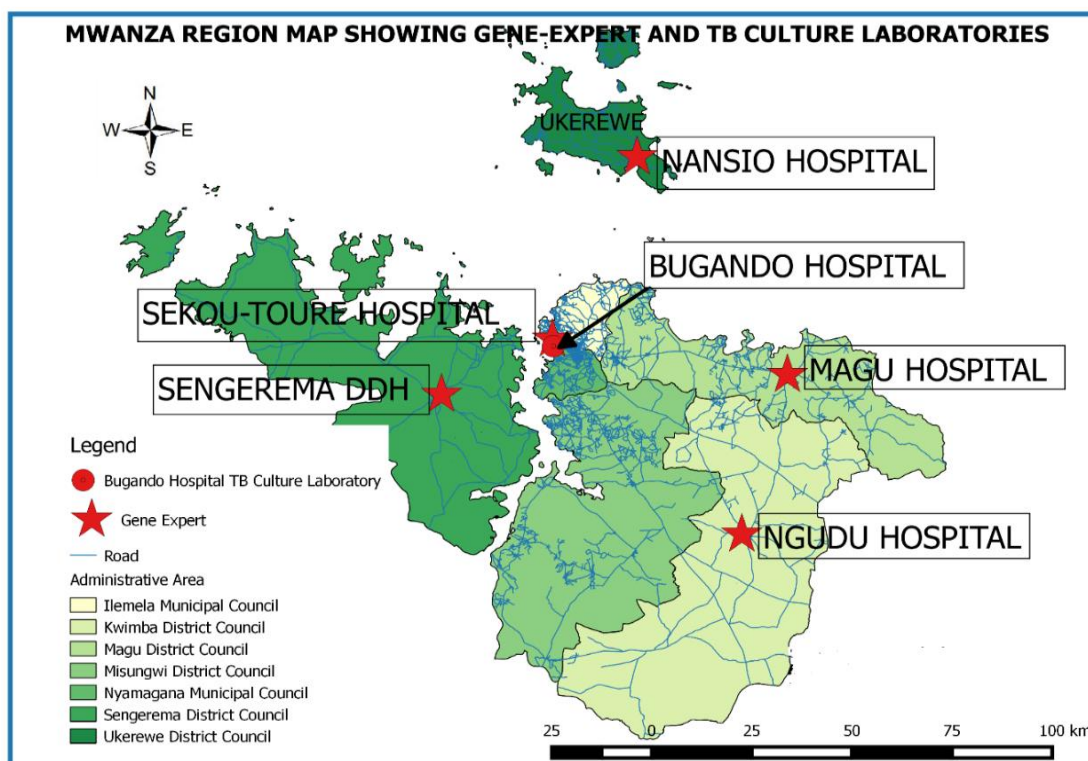 MWANZA REGION MAP SHOWING GENE-EXPERT AND TB CULTURE LABORATORIES
N
W E
S
UKEREWE
NANSIO HOSPITAL
BUGANDO HOSPITAL
SEKOU-TOURE HOSPITAL
SENGEREMA DDH
MAGU HOSPITAL
NGUDU HOSPITAL
Legend
Bugando Hospital TB Culture Laboratory
Gene Expert
Road
Administrative Area
Ilemela Municipal Council
Kwimba District Council
Magu District Council
Misungwi District Council
Nyamagana Municipal Council
Sengerema District Council
Ukerewe District Council
25 0 25 50 75 100 km